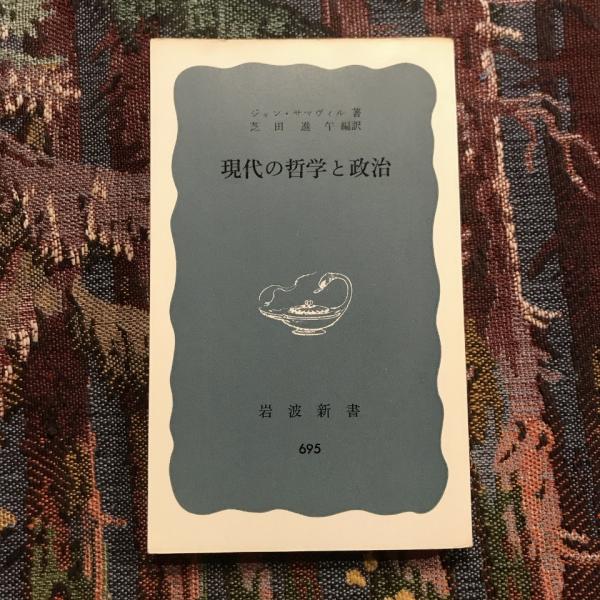 ジョン・サマヴィル 著
芝田進午 編訳
現代の哲学と政治
岩波新書
695